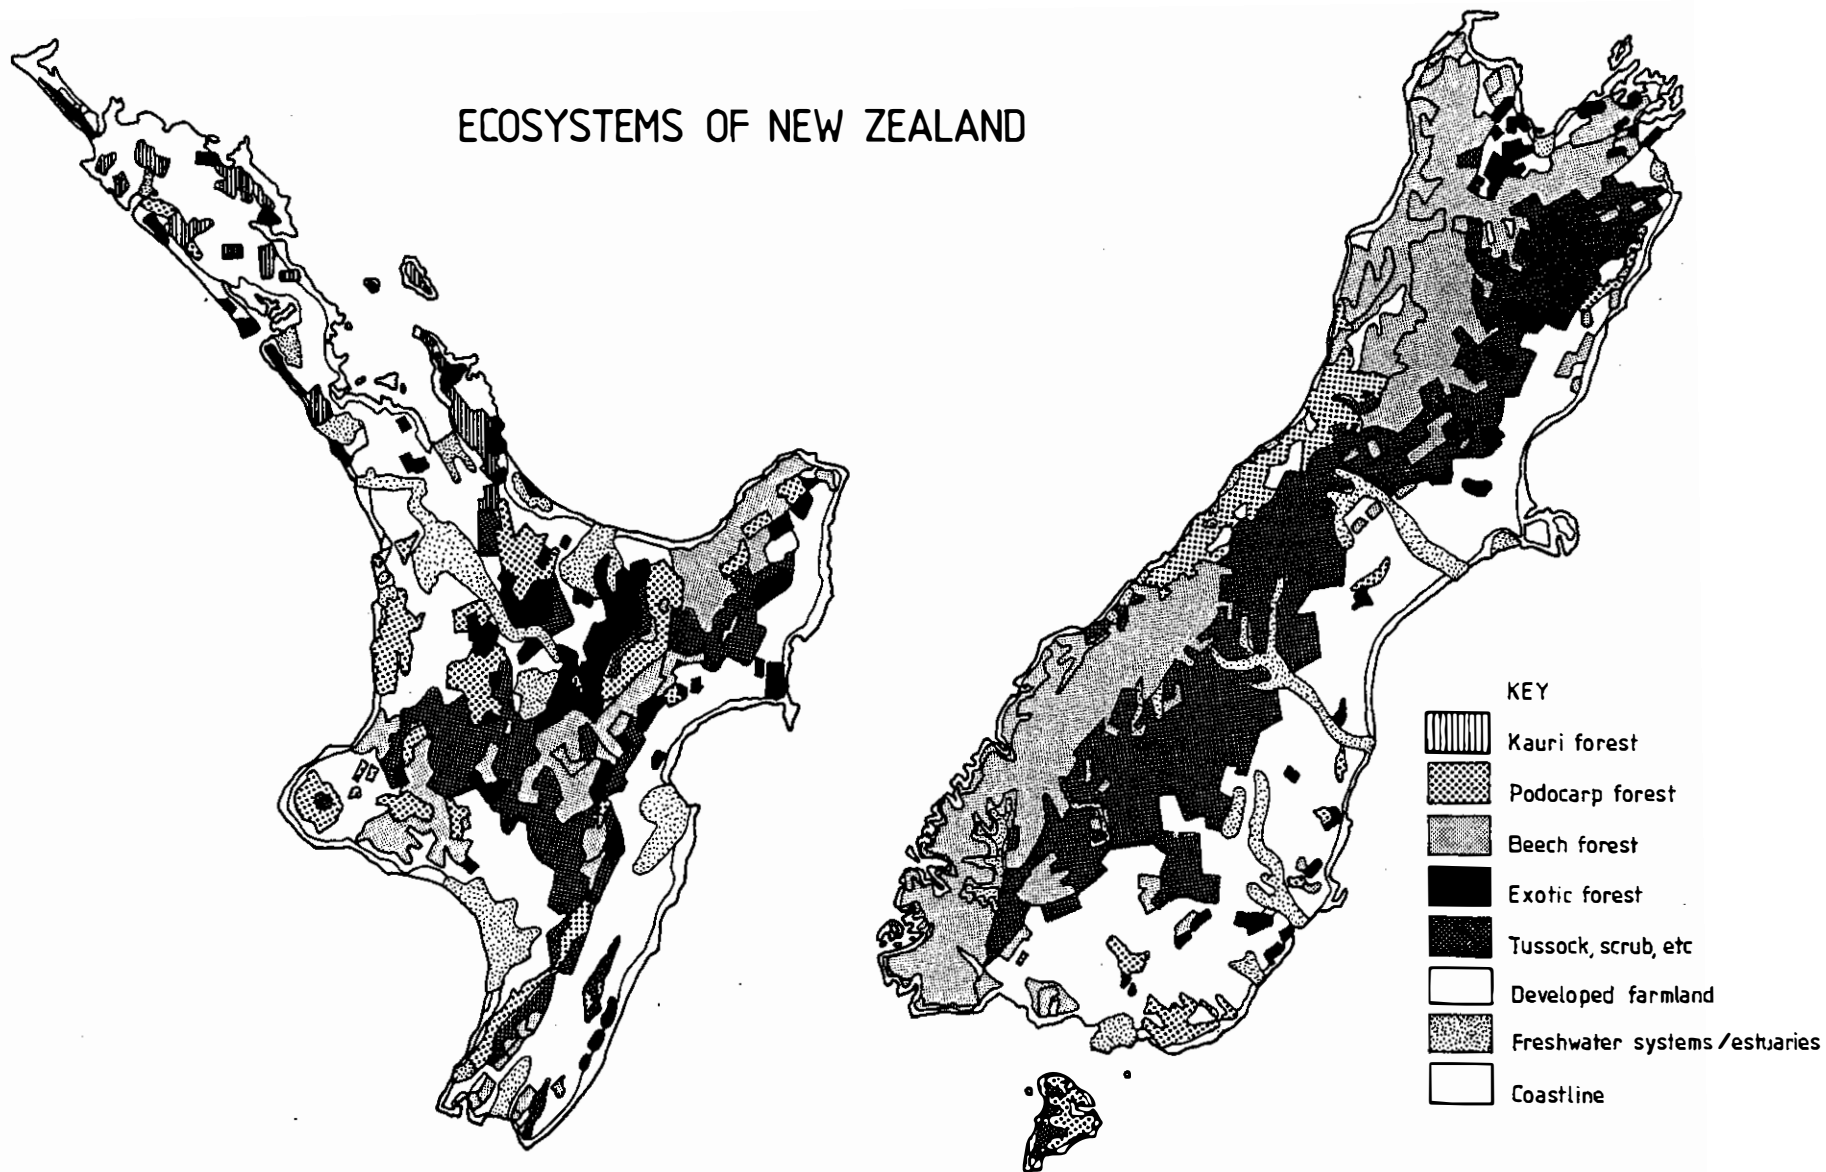 ECOSYSTEMS OF NEW ZEALAND
KEY
Kauri forest
Podocarp forest
Beech forest
Exotic forest
Tussock, scrub, etc
Developed farmland
Freshwater systems/estuaries
Coastline